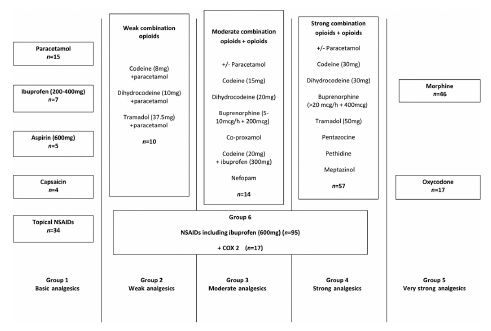 Paracetamol
n=15
Ibuprofen (200-400mg)
n=7
Aspirin (600mg)
n=5
Capsaicin
n=4
Topical NSAIDs
n=34
Weak combination
opioids
Codeine (8mg)
+paracetamol
Dihydrocodeine (10mg)
+paracetamol
Tramadol (37.5mg)
+paracetamol
n=10
Moderate combination
opioids + opioids
+/- Paracetamol
Codeine (15mg)
Dihydrocodeine (20mg)
Buprenorphine (5-
10mcg/h + 200mcg)
Co-proxamol
Codeine (20mg)
+ ibuprofen (300mg)
Nefopam
n=14
Strong combination
opioids + opioids
+/- Paracetamol
Codeine (30mg)
Dihydrocodeine (30mg)
Buprenorphine
(>20 mcg/h + 400mcg)
Tramadol (50mg)
Pentazocine
Pethidine
Meptazinol
n=57
Morphine
n=46
Oxycodone
n=17
Group 6
NSAIDs including ibuprofen (600mg) (n=95)
+ COX 2 (n=17)
Group 1
Basic analgesics
Group 2
Weak analgesics
Group 3
Moderate analgesics
Group 4
Strong analgesics
Group 5
Very strong analgesics